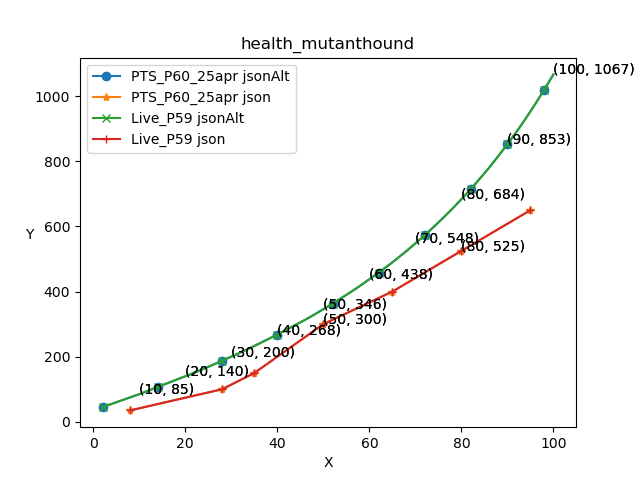 health_mutanthound
PTS_P60_25apr jsonAlt
PTS_P60_25apr json
Live_P59 jsonAlt
Live_P59 json
(100, 1067)
(90, 853)
(80, 684)
(70, 548)
(80, 525)
(60, 438)
(50, 346)
(50, 300)
(40, 268)
(30, 200)
(20, 140)
(10, 85)
1000
800
600
400
200
0
Y
0 20 40 60 80 100
X